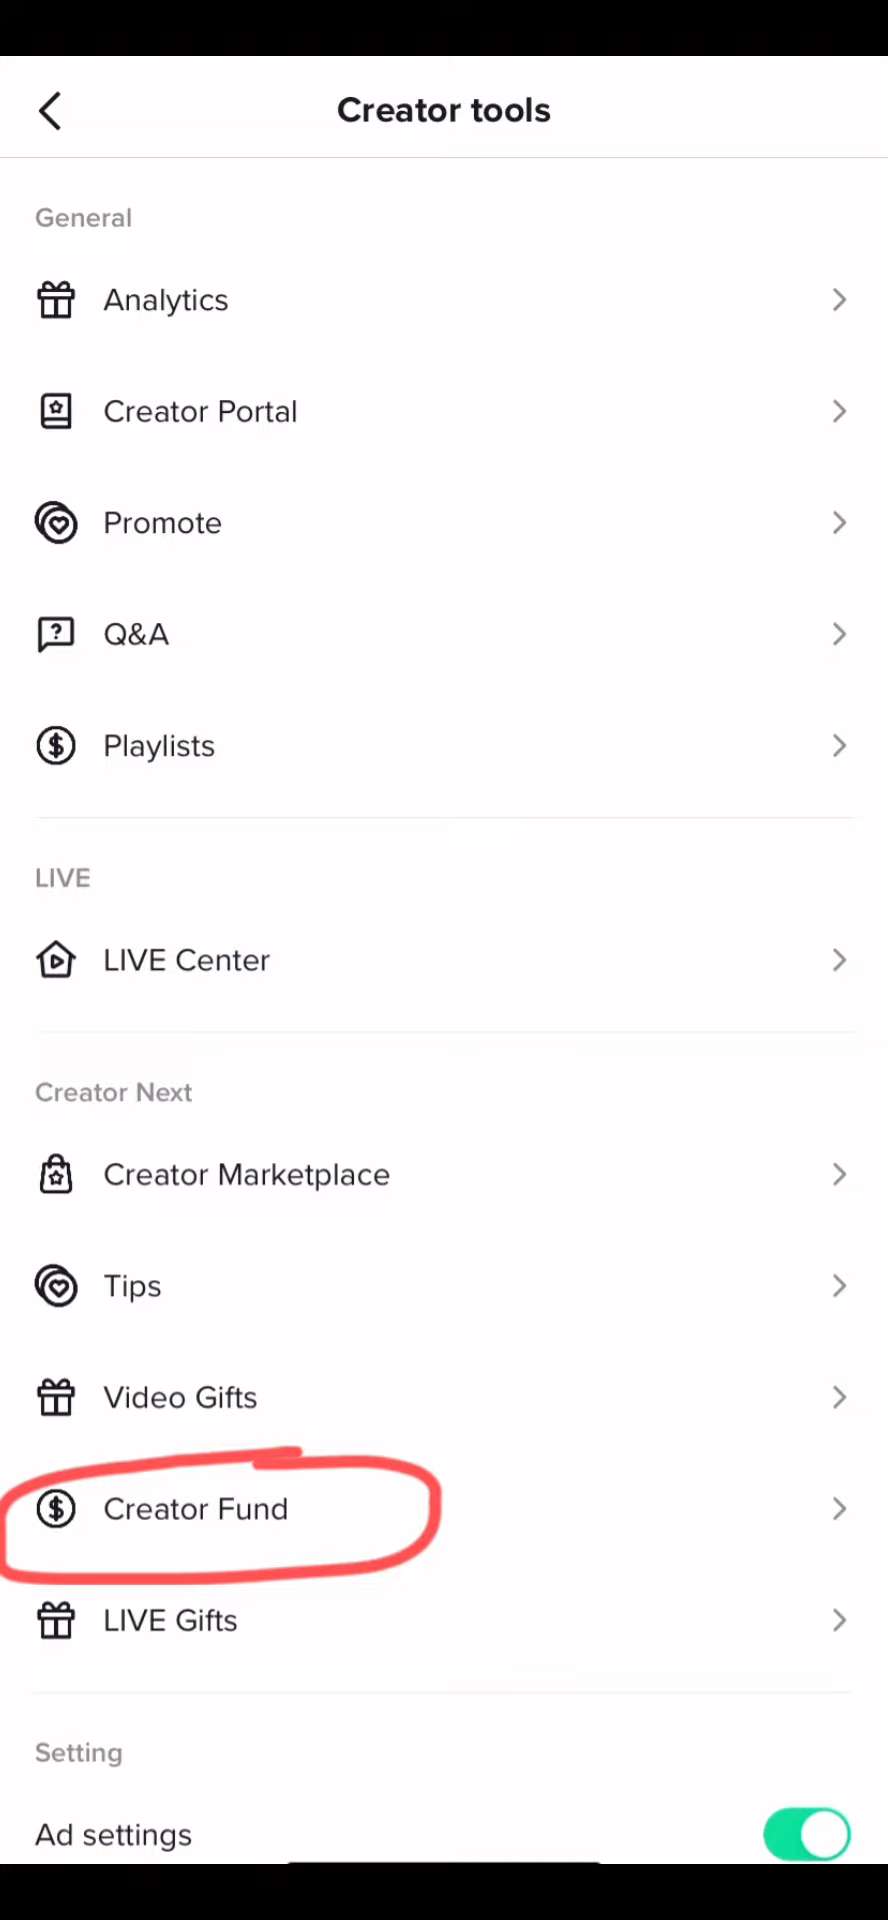 Creator tools
General
Analytics
Creator Portal
Promote
Q&A
Playlists
LIVE
LIVE Center
Creator Next
Creator Marketplace
Tips
Video Gifts
Creator Fund
LIVE Gifts
Setting
Ad settings